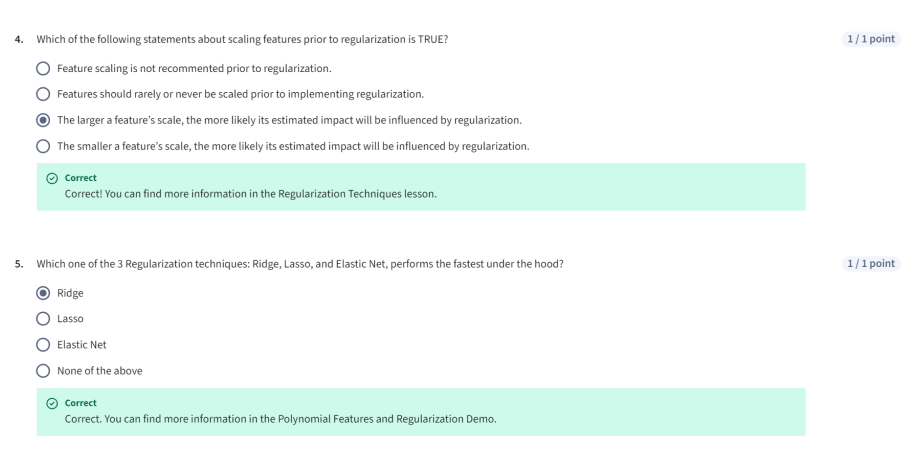 4. Which of the following statements about scaling features prior to regularization is TRUE? 1 / 1 point
Feature scaling is not recommented prior to regularization.
Features should rarely or never be scaled prior to implementing regularization.
The larger a feature's scale, the more likely its estimated impact will be influenced by regularization.
The smaller a feature's scale, the more likely its estimated impact will be influenced by regularization.
Correct
Correct! You can find more information in the Regularization Techniques lesson.
5. Which one of the 3 Regularization techniques: Ridge, Lasso, and Elastic Net, performs the fastest under the hood? 1 / 1 point
Ridge
Lasso
Elastic Net
None of the above
Correct
Correct. You can find more information in the Polynomial Features and Regularization Demo.